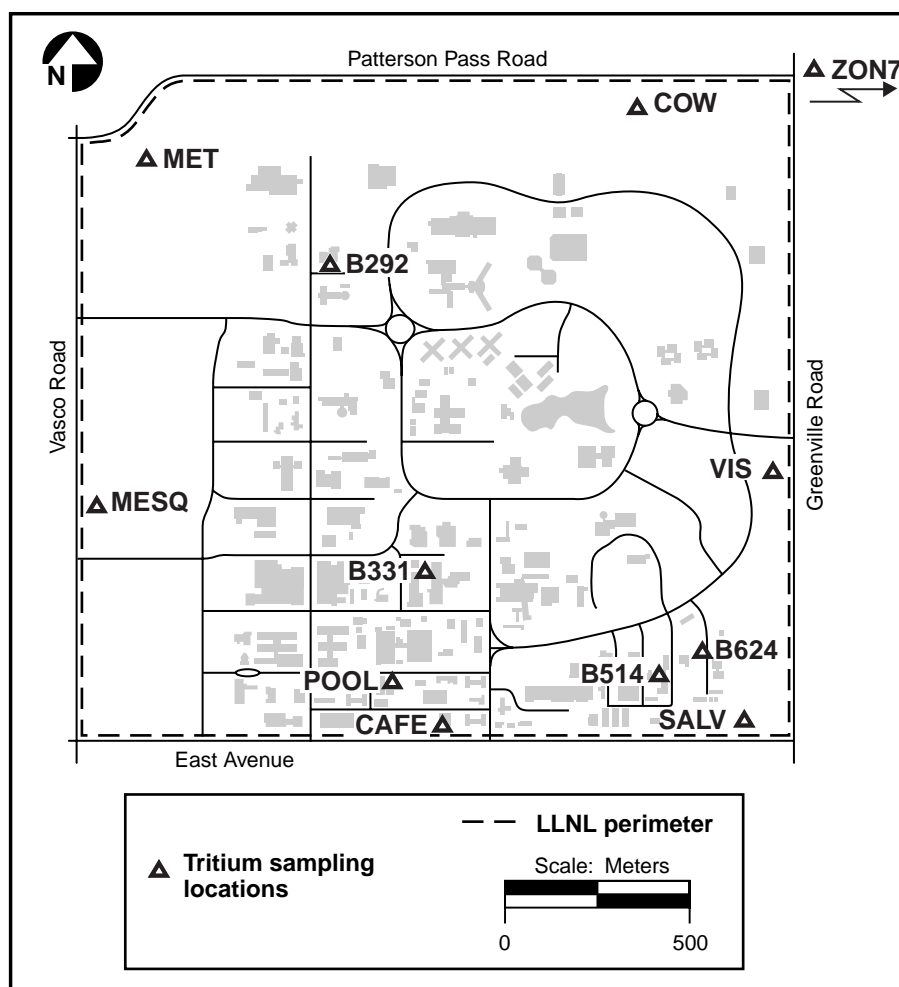 Patterson Pass Road
N
ZON7
COW
MET
B292
Vasco Road
Greenville Road
VIS
MESQ
B331
B624
B514
POOL
SALV
CAFE
East Avenue
LLNL perimeter
Tritium sampling
locations
Scale: Meters
0 500